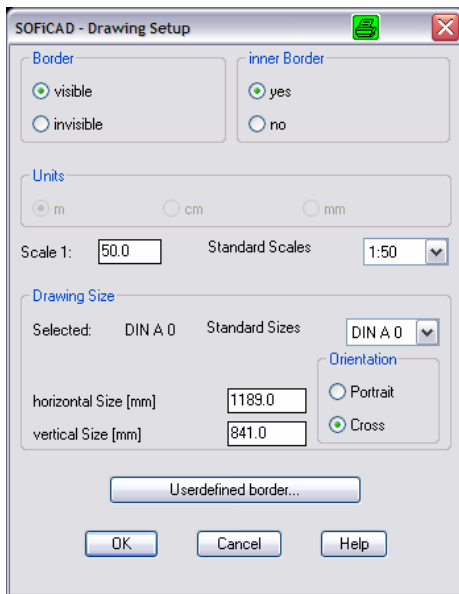 SOFiCAD - Drawing Setup
Border
visible
invisible
inner Border
yes
no
Units
m cm mm
Scale 1: 50.0 Standard Scales 1:50
Drawing Size
Selected: DIN A 0 Standard Sizes DIN A 0
Orientation
Portrait
Cross
horizontal Size [mm] 1189.0
vertical Size [mm] 841.0
Userdefined border...
OK Cancel Help